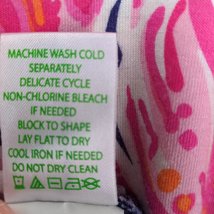 MACHINE WASH COLD
SEPARATELY
DELICATE CYCLE
NON-CHLORINE BLEACH
IF NEEDED
BLOCK TO SHAPE
LAY FLAT TO DRY
COOL IRON IF NEEDED
DO NOT DRY CLEAN